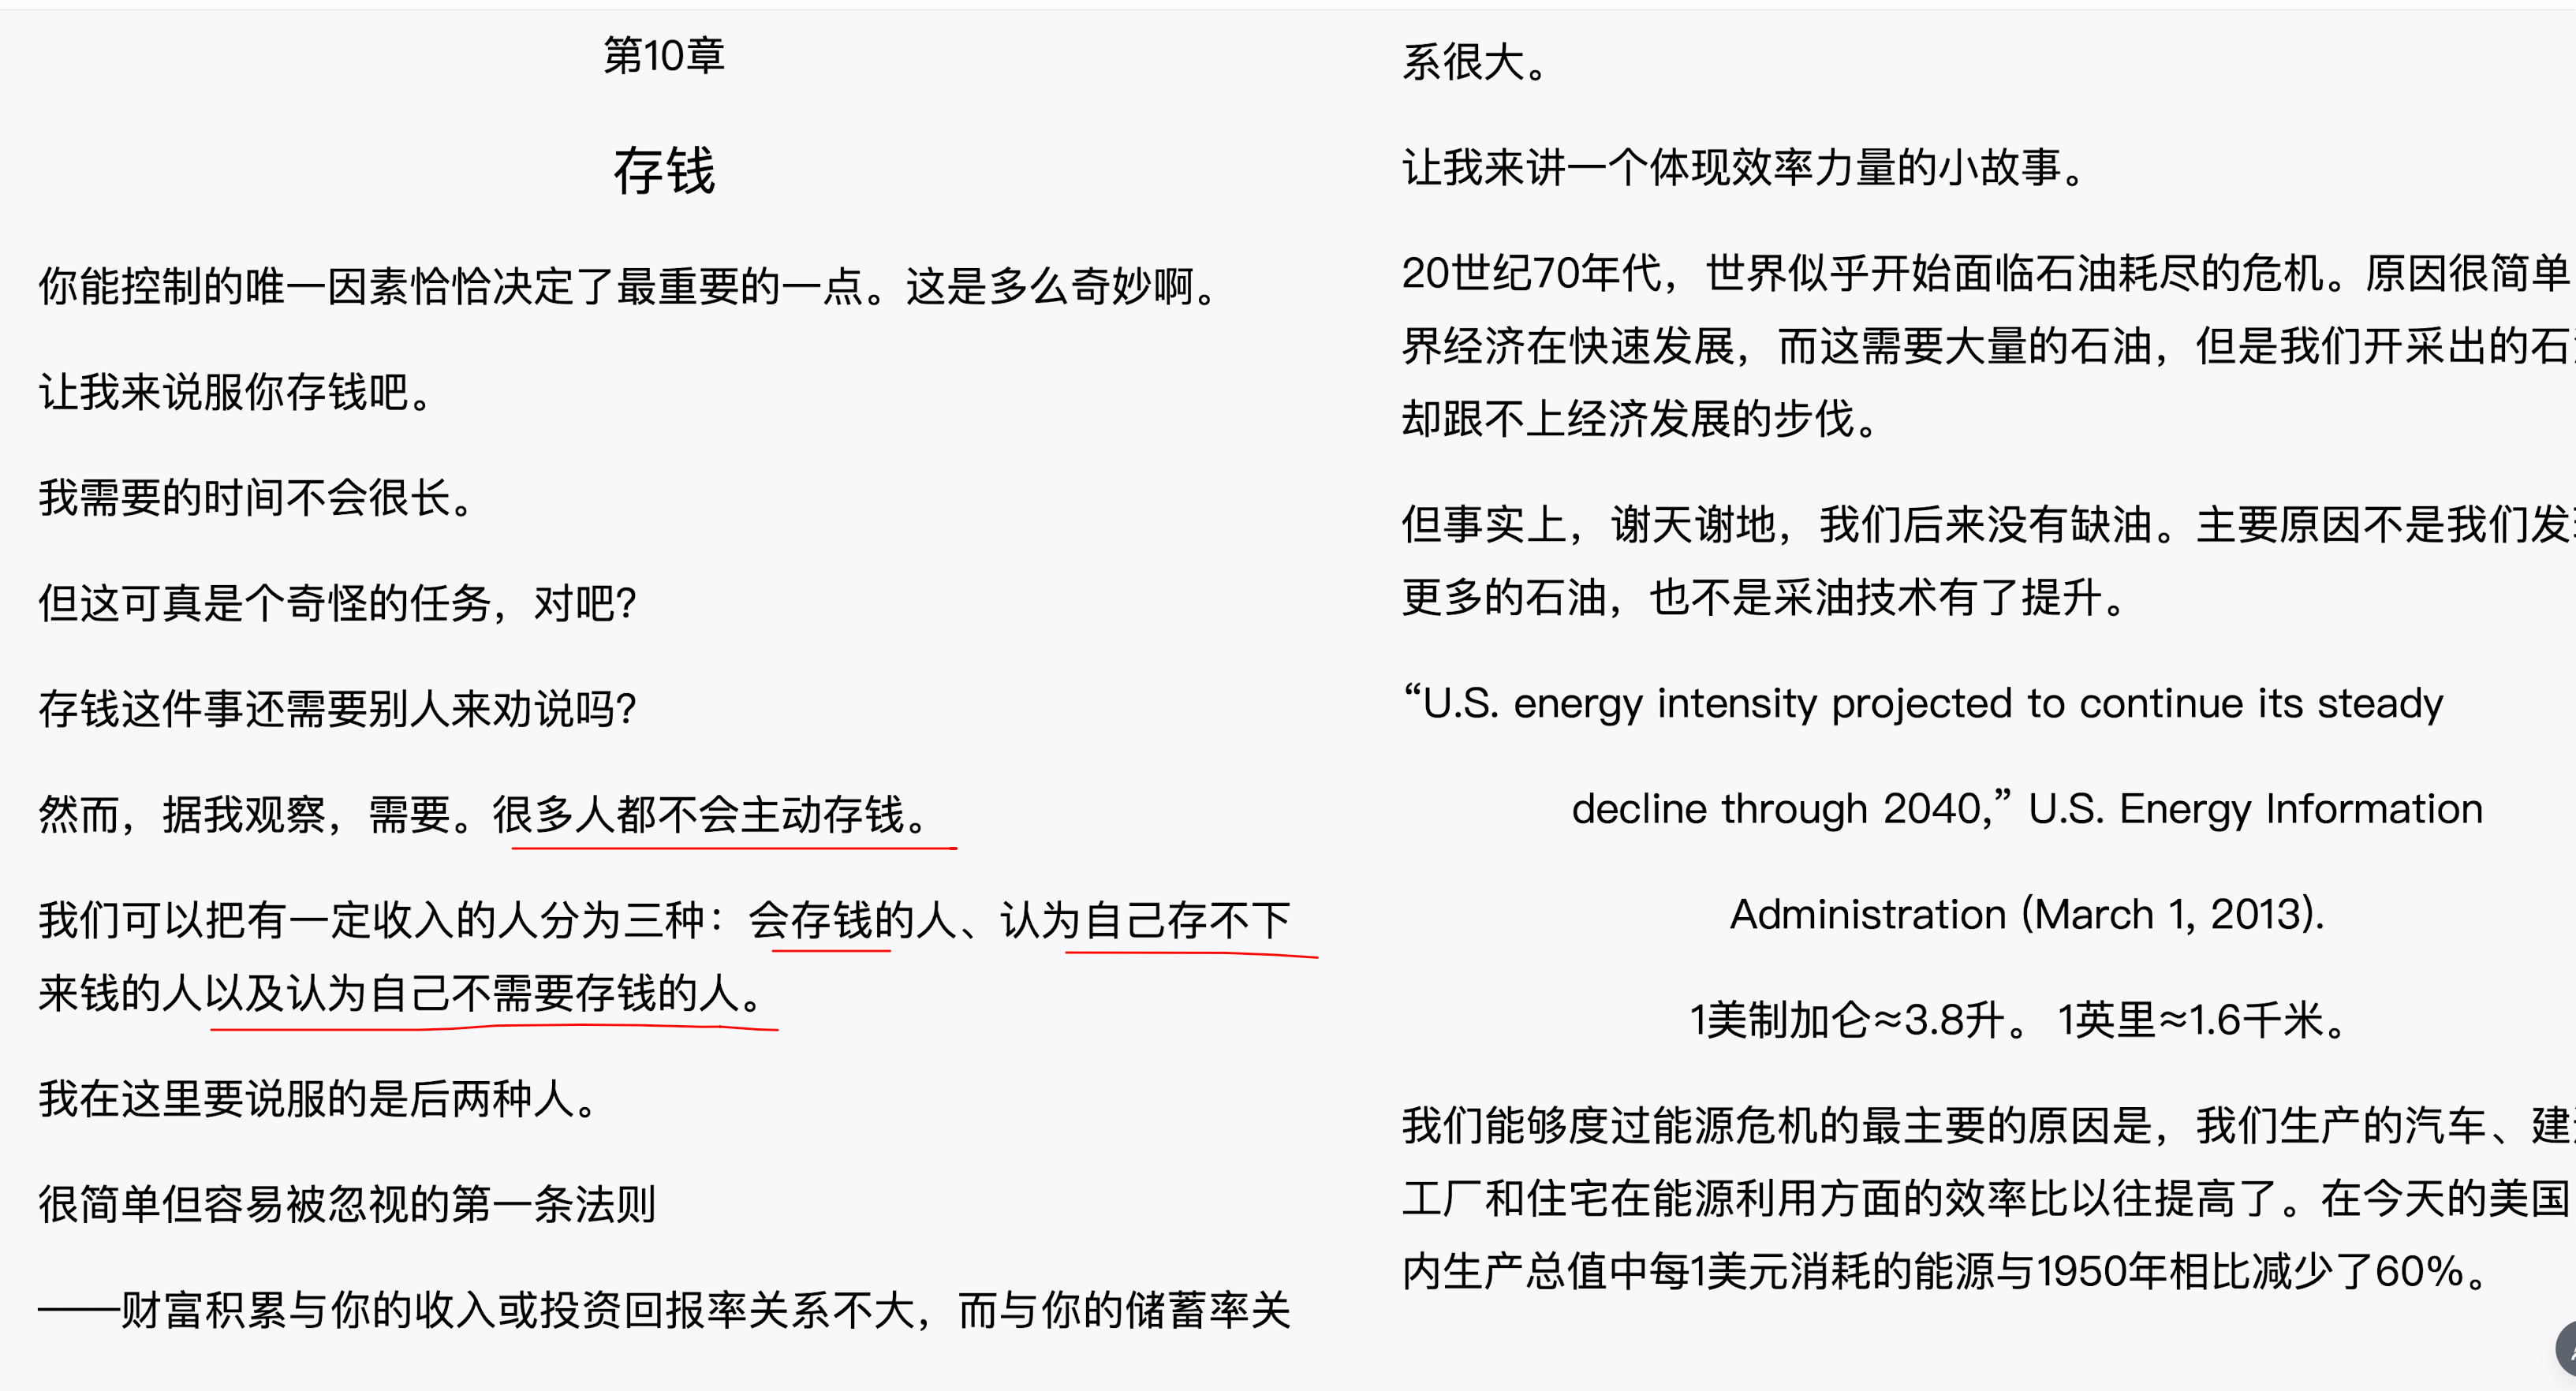 第10章
存钱
你能控制的唯一因素恰恰决定了最重要的一点。这是多么奇妙啊。
让我来说服你存钱吧。
我需要的时间不会很长。
但这可真是个奇怪的任务，对吧？
存钱这件事还需要别人来劝说吗？
然而，据我观察，需要。很多人都不会主动存钱。
我们可以把有一定收入的人分为三种：会存钱的人、认为自己存不下
来钱的人以及认为自己不需要存钱的人。
我在这里要说服的是后两种人。
很简单但容易被忽视的第一条法则
——财富积累与你的收入或投资回报率关系不大，而与你的储蓄率关
系很大。
让我来讲一个体现效率力量的小故事。
20世纪70年代，世界似乎开始面临石油耗尽的危机。原因很简单
界经济在快速发展，而这需要大量的石油，但是我们开采出的石
却跟不上经济发展的步伐。
但事实上，谢天谢地，我们后来没有缺油。主要原因不是我们发
更多的石油，也不是采油技术有了提升。
“U.S. energy intensity projected to continue its steady
decline through 2040,” U.S. Energy Information
Administration (March 1, 2013).
1美制加仑≈3.8升。 1英里≈1.6千米。
我们能够度过能源危机的最主要的原因是，我们生产的汽车、建
工厂和住宅在能源利用方面的效率比以往提高了。在今天的美国
内生产总值中每1美元消耗的能源与1950年相比减少了60%。